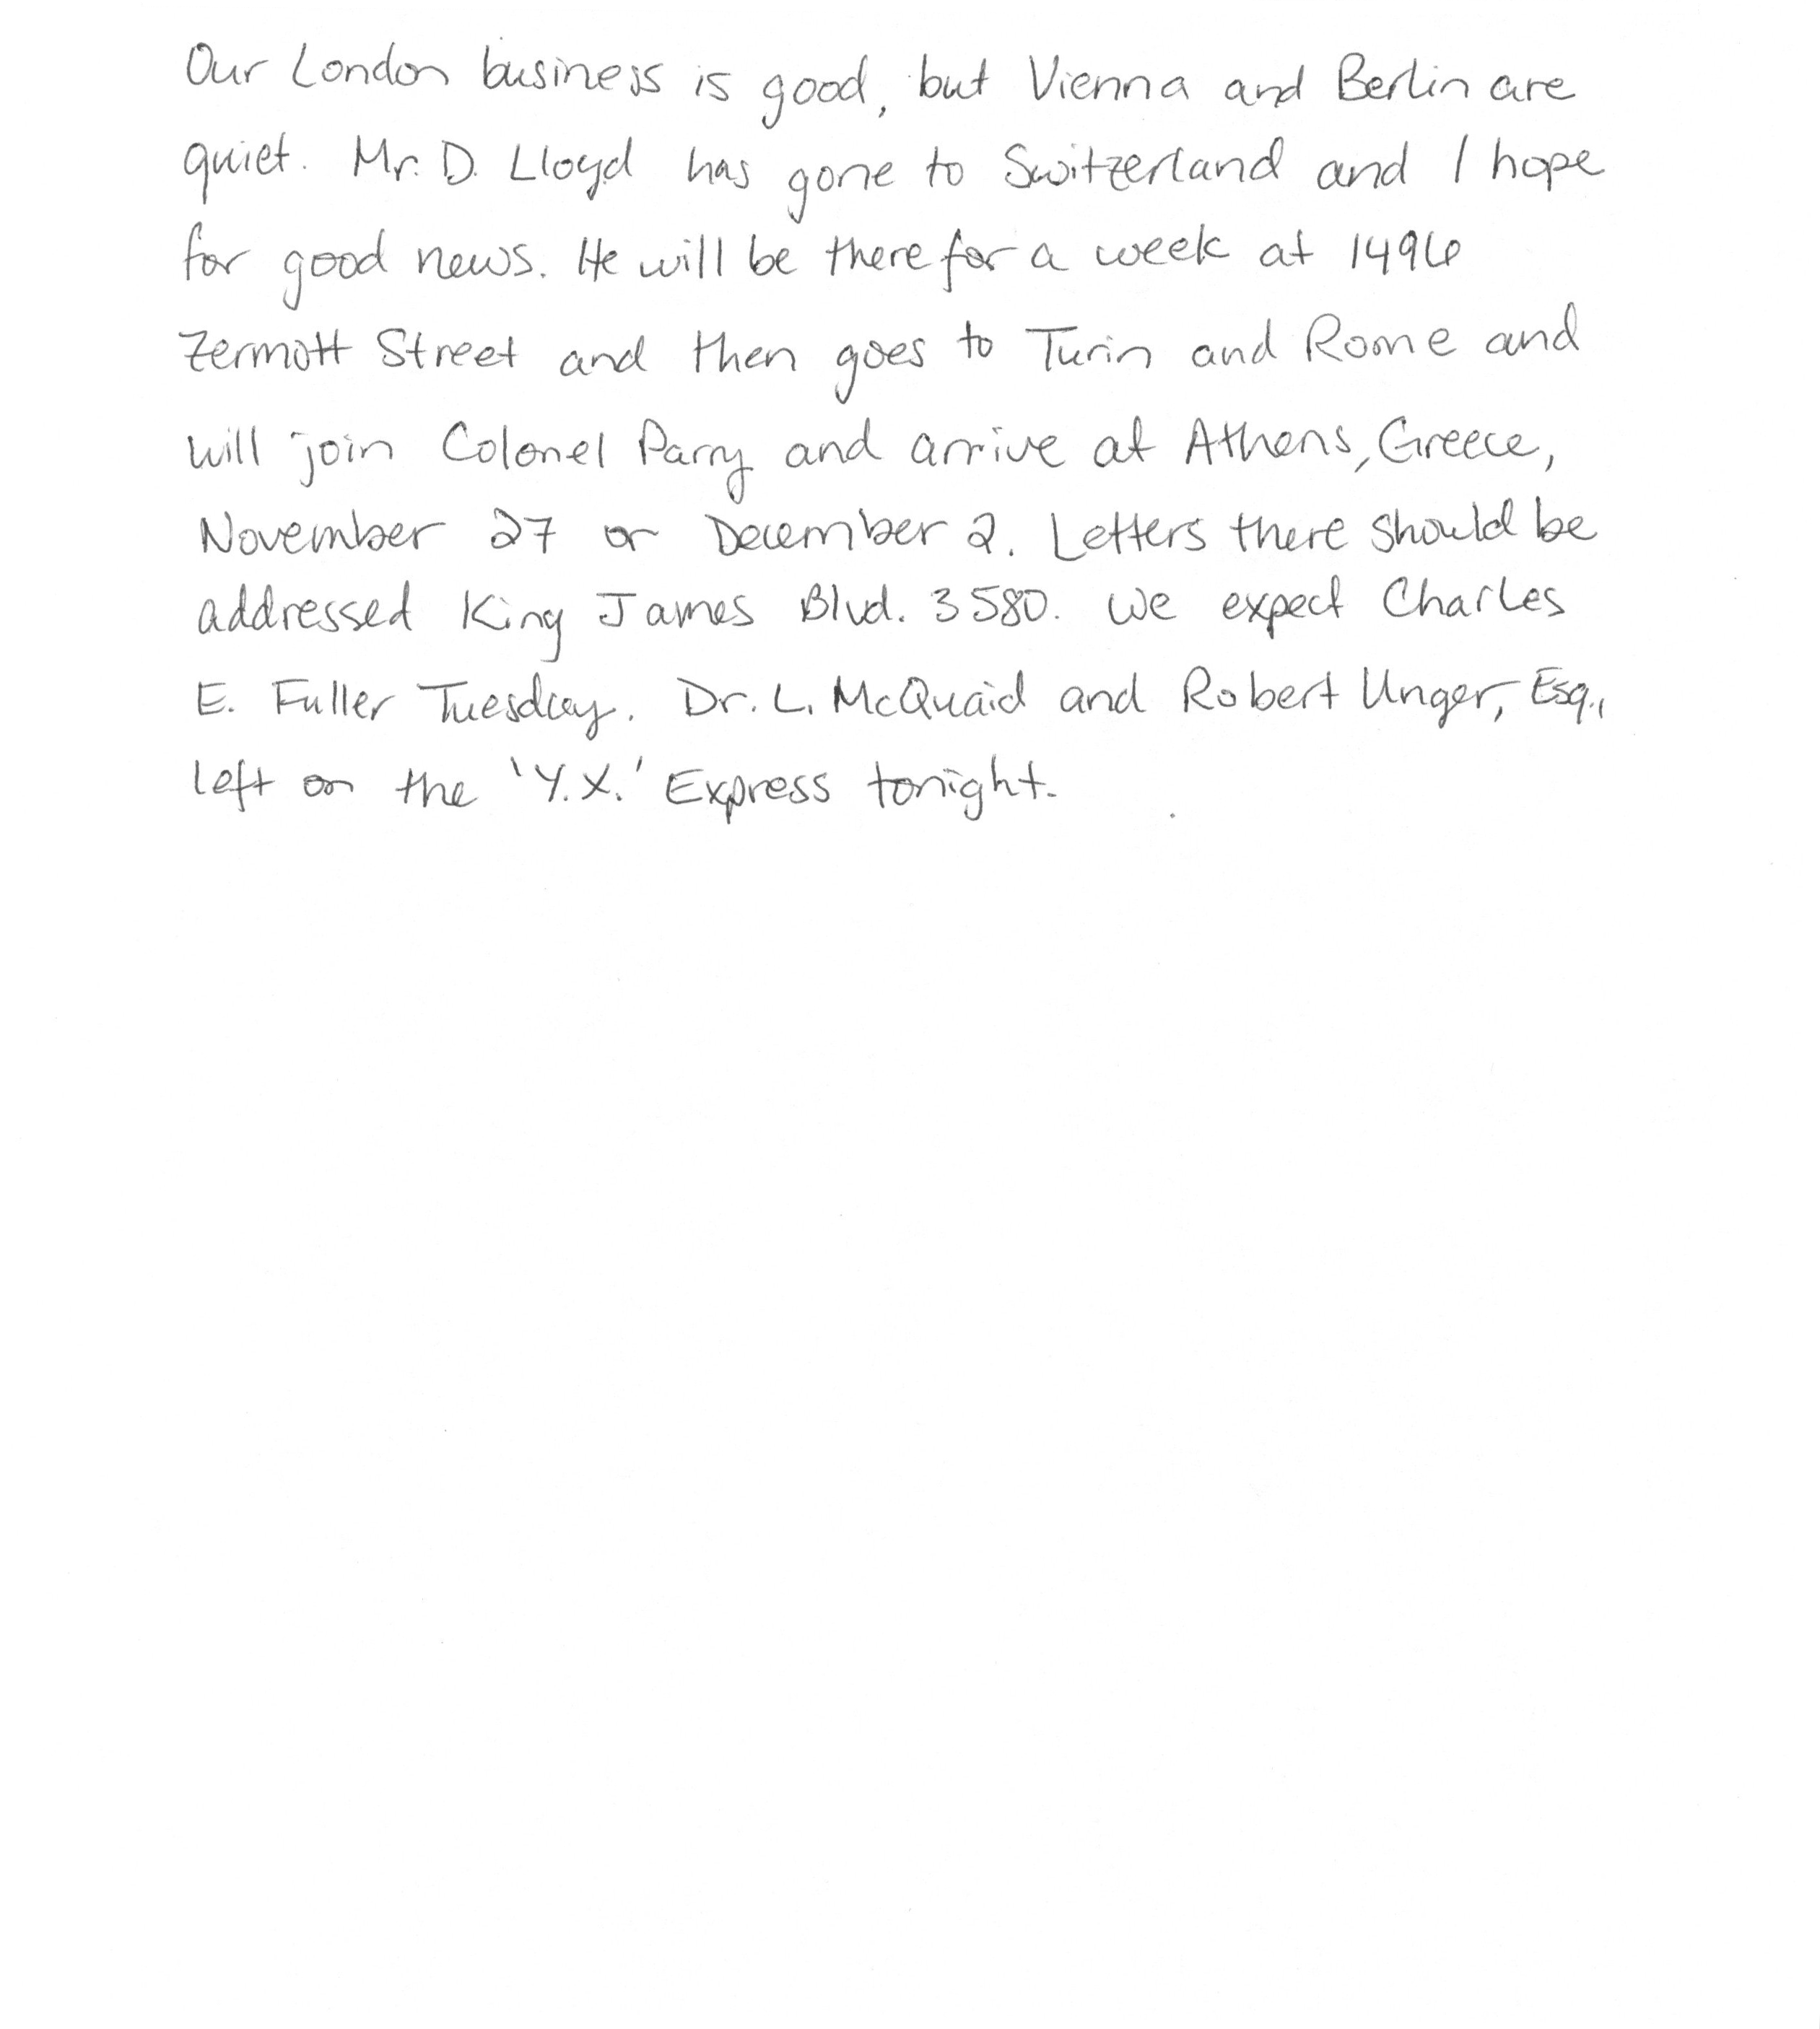 Our London business is good, but Vienna and Berlin are
quiet. Mr. D. Lloyd has gone to Switzerland and I hope
for good news. He will be there for a week at 1496
Zermott Street and then goes to Turin and Rome and
will join Colonel Parry and arrive at Athens, Greece,
November 27 or December 2. Letters there should be
addressed King James Blvd. 3580. We expect Charles
E. Fuller Tuesday. Dr. L. McQuaid and Robert Unger, Esq.,
left on the 'Y.X.' Express tonight.